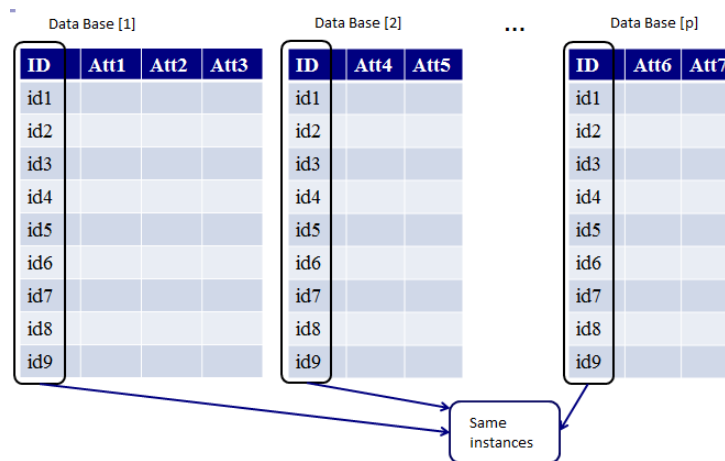 Data Base [1] Data Base [2] ... Data Base [p]
ID Att1 Att2 Att3 ID Att4 Att5 ID Att6 Att7
id1 id1 id1
id2 id2 id2
id3 id3 id3
id4 id4 id4
id5 id5 id5
id6 id6 id6
id7 id7 id7
id8 id8 id8
id9 id9 id9
Same
instances